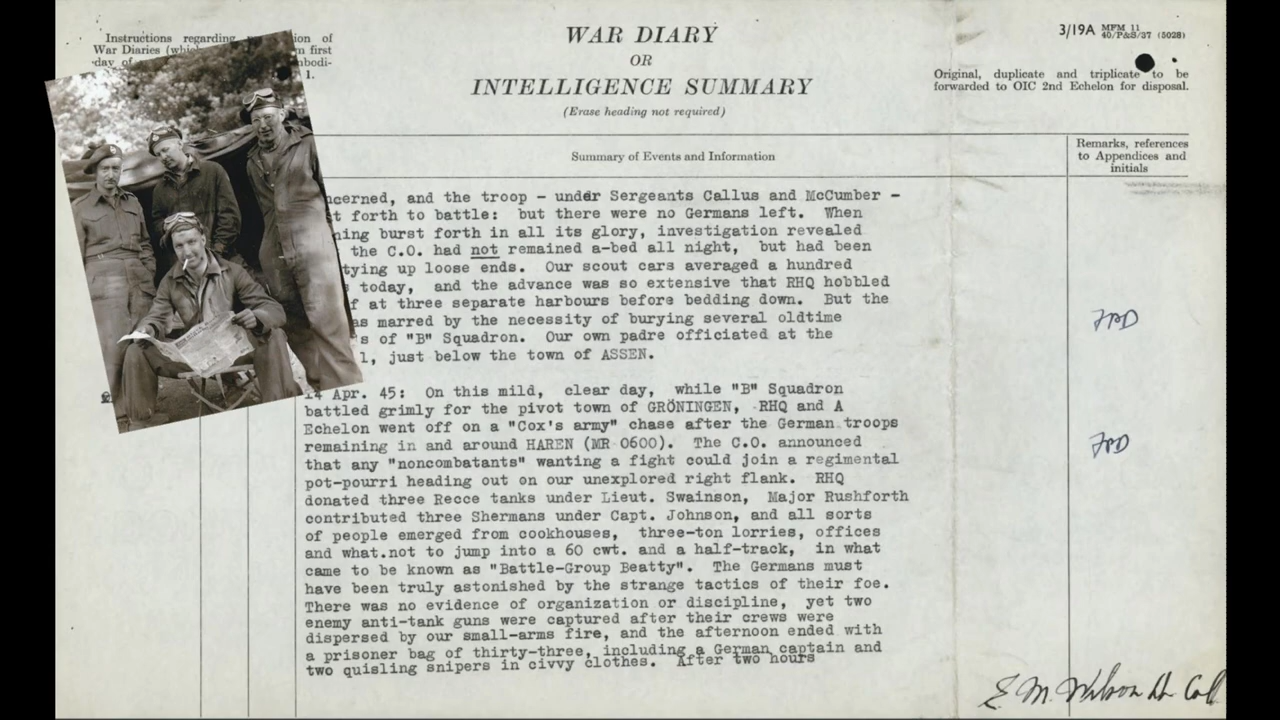 Instructions regarding
War Diaries
WAR DIARY
OR
INTELLIGENCE SUMMARY
(Erase heading not required)
3/19A MFM 11
40/P&S/37 (5028)
Original, duplicate and triplicate to be
forwarded to OIC 2nd Echelon for disposal.
Summary of Events and Information
Remarks, references
to Appendices and
initials
and the troop - under Sergeants Callus and McCumber -
forth to battle: but there were no Germans left. When
burst forth in all its glory, investigation revealed
the C.O. had not remained a-bed all night, but had been
tying up loose ends. Our scout cars averaged a hundred
today, and the advance was so extensive that RHQ hobbled
at three separate harbours before bedding down. But the
marred by the necessity of burying several oldtime
of "B" Squadron. Our own padre officiated at the
just below the town of ASSEN.
14 Apr. 45: On this mild, clear day, while "B" Squadron
battled grimly for the pivot town of GRÖNINGEN, RHQ and A
Echelon went off on a "Cox's army" chase after the German troops
remaining in and around HAREN (MR 0600). The C.O. announced
that any "noncombatants" wanting a fight could join a regimental
pot-pourri heading out on our unexplored right flank. RHQ
donated three Recce tanks under Lieut. Swainson, Major Rushforth
contributed three Shermans under Capt. Johnson, and all sorts
of people emerged from cookhouses, three-ton lorries, offices
and what.not to jump into a 60 cwt. and a half-track, in what
came to be known as "Battle-Group Beatty". The Germans must
have been truly astonished by the strange tactics of their foe.
There was no evidence of organization or discipline, yet two
enemy anti-tank guns were captured after their crews were
dispersed by our small-arms fire, and the afternoon ended with
a prisoner bag of thirty-three, including a German captain and
two quisling snipers in civvy clothes. After two hours
E. M. Wilson